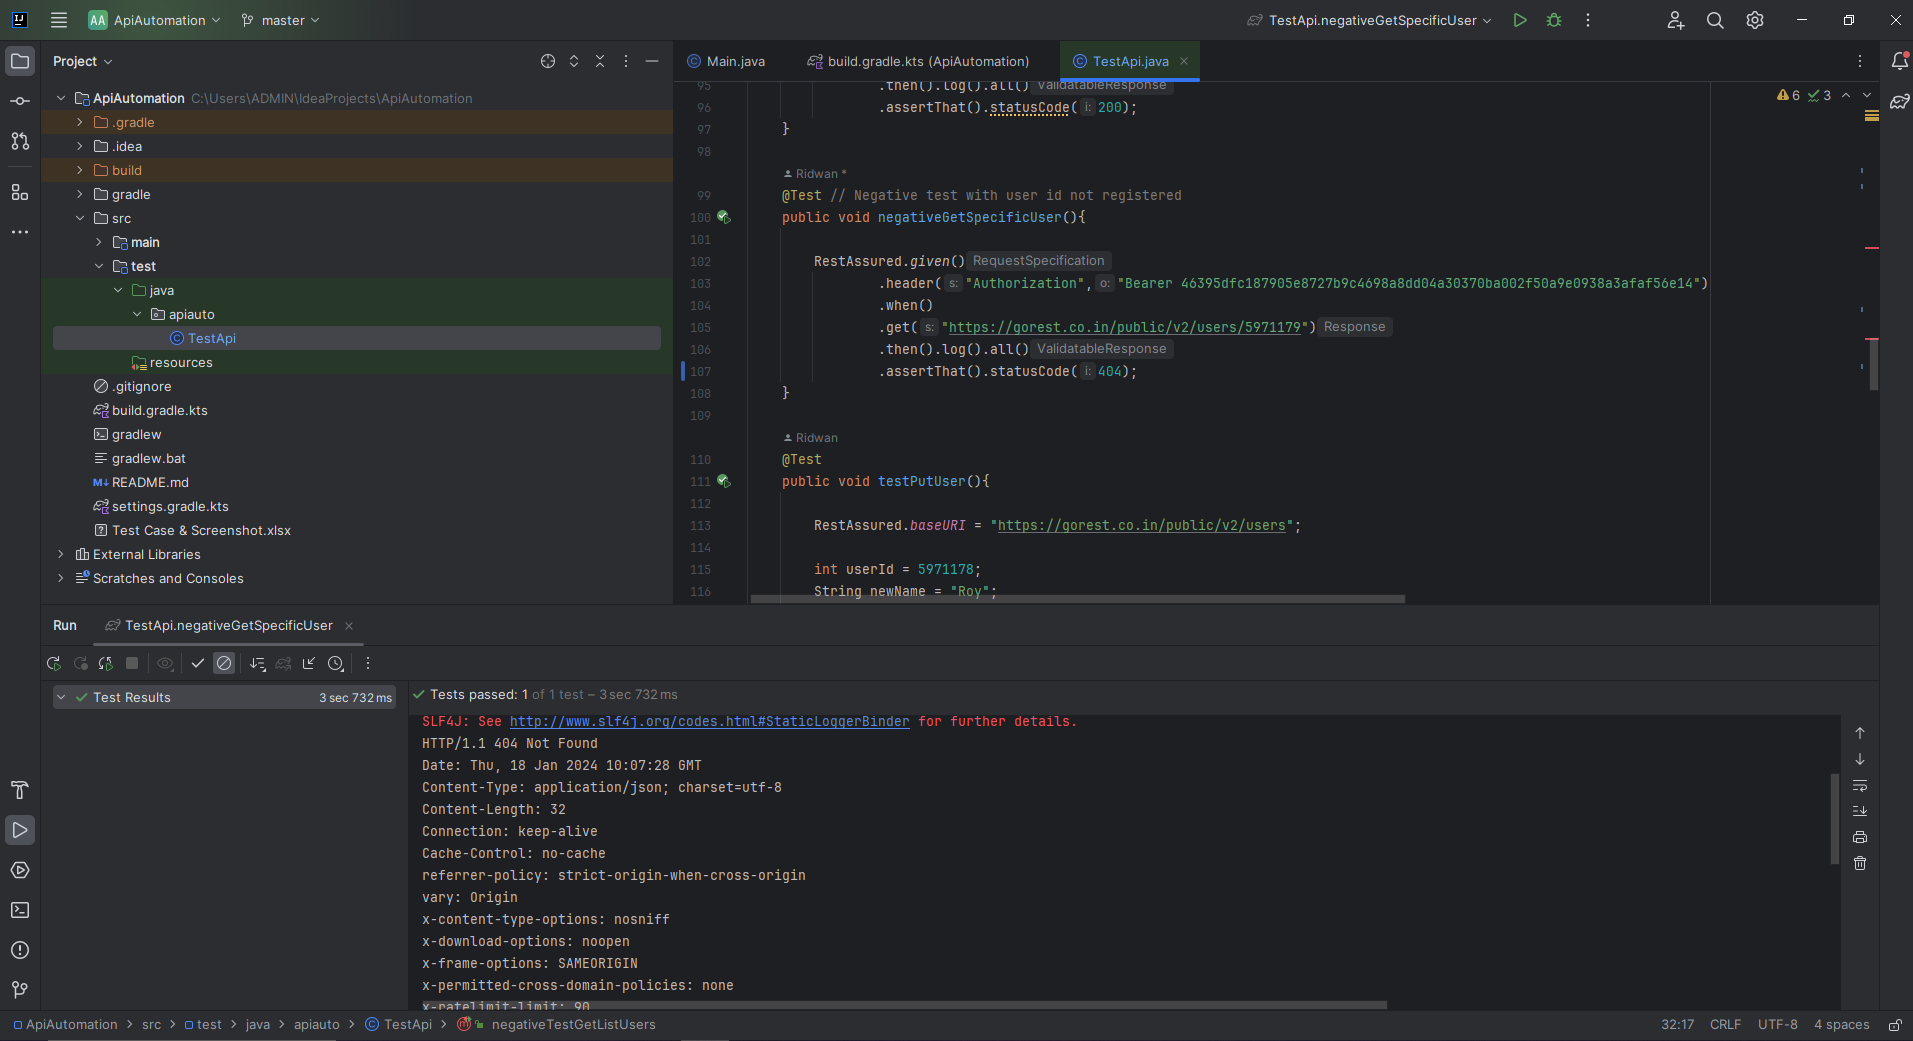 AA ApiAutomation master TestApi.negativeGetSpecificUser
Project
ApiAutomation C:\Users\ADMIN\IdeaProjects\ApiAutomation
.gradle
.idea
build
gradle
src
main
test
java
apiauto
TestApi
resources
.gitignore
build.gradle.kts
gradlew
gradlew.bat
M↓ README.md
settings.gradle.kts
Test Case & Screenshot.xlsx
External Libraries
Scratches and Consoles
Main.java build.gradle.kts (ApiAutomation) TestApi.java
6 3
95 .then().log().all() ValidatableResponse
96 .assertThat().statusCode( i: 200);
97 }
98
Ridwan *
99 @Test // Negative test with user id not registered
100 public void negativeGetSpecificUser(){
101
102 RestAssured.given() RequestSpecification
103 .header( s: "Authorization", o: "Bearer 46395dfc187905e8727b9c4698a8dd04a30370ba002f50a9e0938a3afaf56e14")
104 .when()
105 .get( s: "https://gorest.co.in/public/v2/users/5971179") Response
106 .then().log().all() ValidatableResponse
107 .assertThat().statusCode( i: 404);
108 }
109
Ridwan
110 @Test
111 public void testPutUser(){
112
113 RestAssured.baseURI = "https://gorest.co.in/public/v2/users";
114
115 int userId = 5971178;
116 String newName = "Roy";
Run TestApi.negativeGetSpecificUser
Test Results 3 sec 732 ms
Tests passed: 1 of 1 test – 3 sec 732 ms
SLF4J: See http://www.slf4j.org/codes.html#StaticLoggerBinder for further details.
HTTP/1.1 404 Not Found
Date: Thu, 18 Jan 2024 10:07:28 GMT
Content-Type: application/json; charset=utf-8
Content-Length: 32
Connection: keep-alive
Cache-Control: no-cache
referrer-policy: strict-origin-when-cross-origin
vary: Origin
x-content-type-options: nosniff
x-download-options: noopen
x-frame-options: SAMEORIGIN
x-permitted-cross-domain-policies: none
x-ratelimit-limit: 90
ApiAutomation > src > test > java > apiauto > TestApi > negativeTestGetListUsers
32:17 CRLF UTF-8 4 spaces